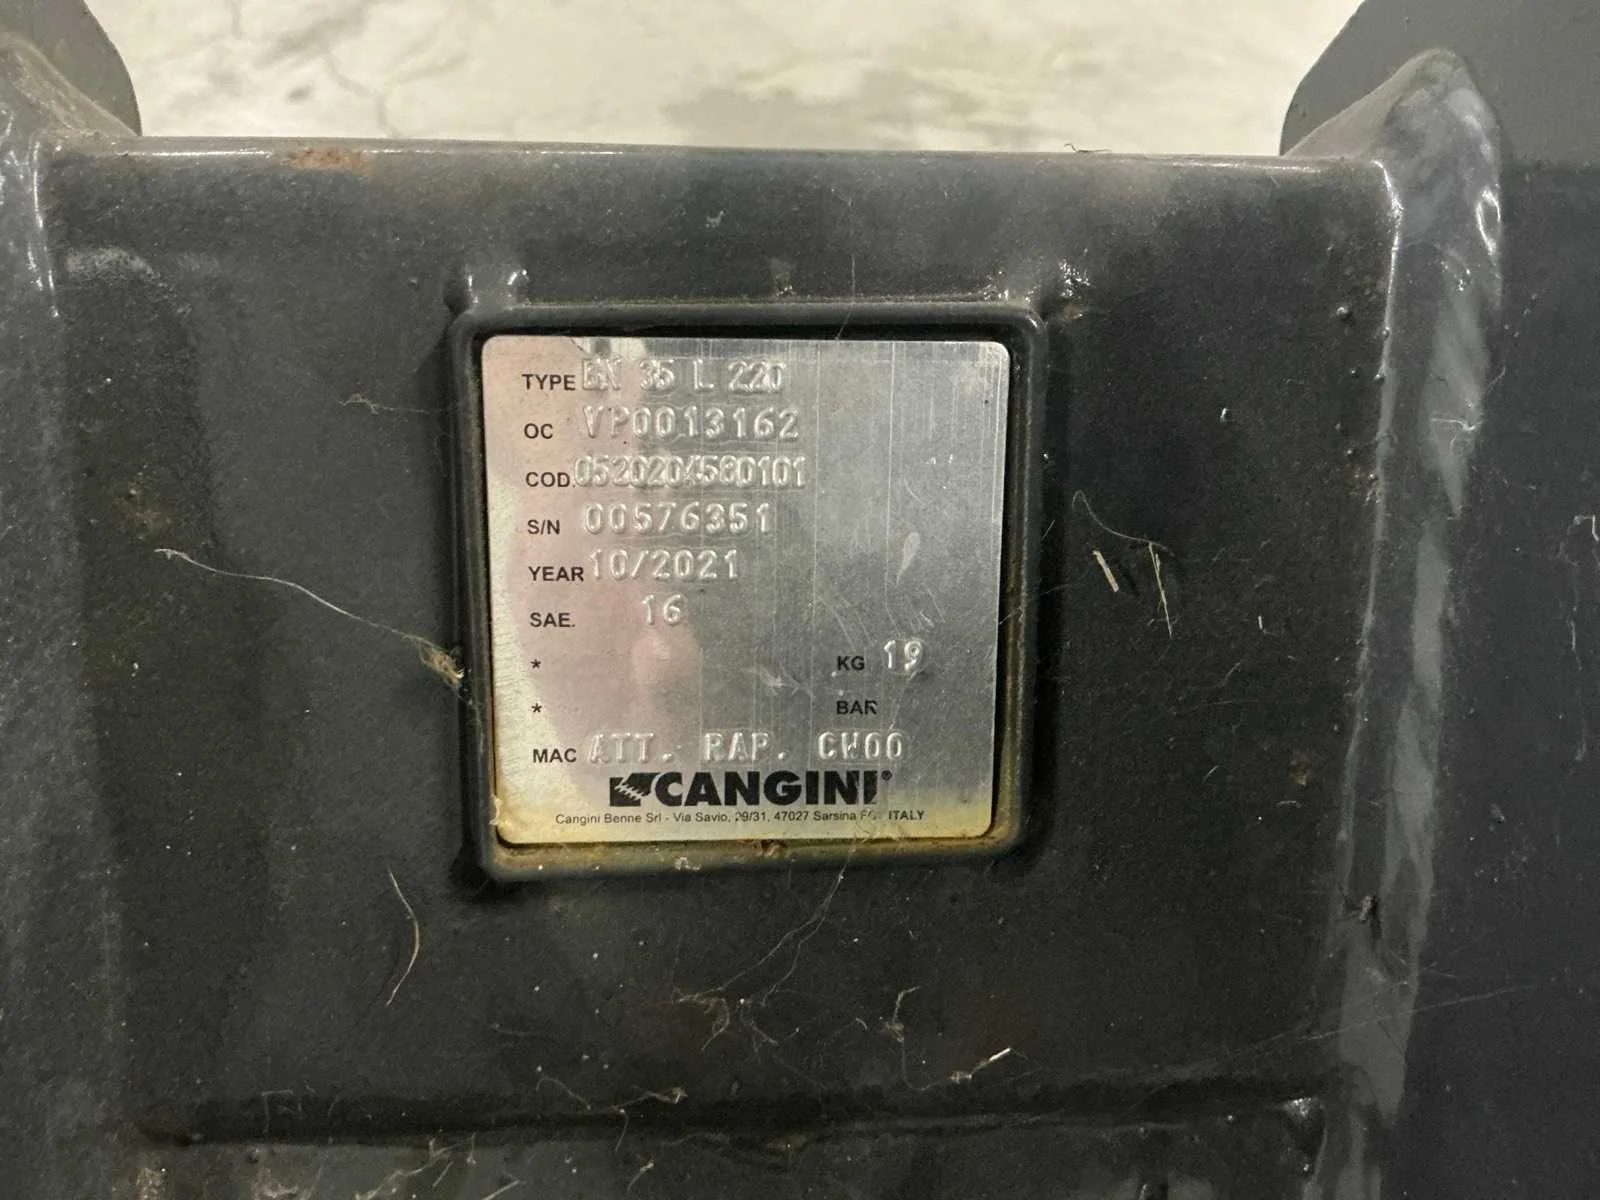 TYPE BN 35 L 220
OC VP0013162
COD. 0520204580101
S/N 00576351
YEAR 10/2021
SAE. 16
* KG 19
* BAR
MAC ATT. RAP. CW00
CANGINI®
Cangini Benne Srl - Via Savio, 29/31, 47027 Sarsina ITALY